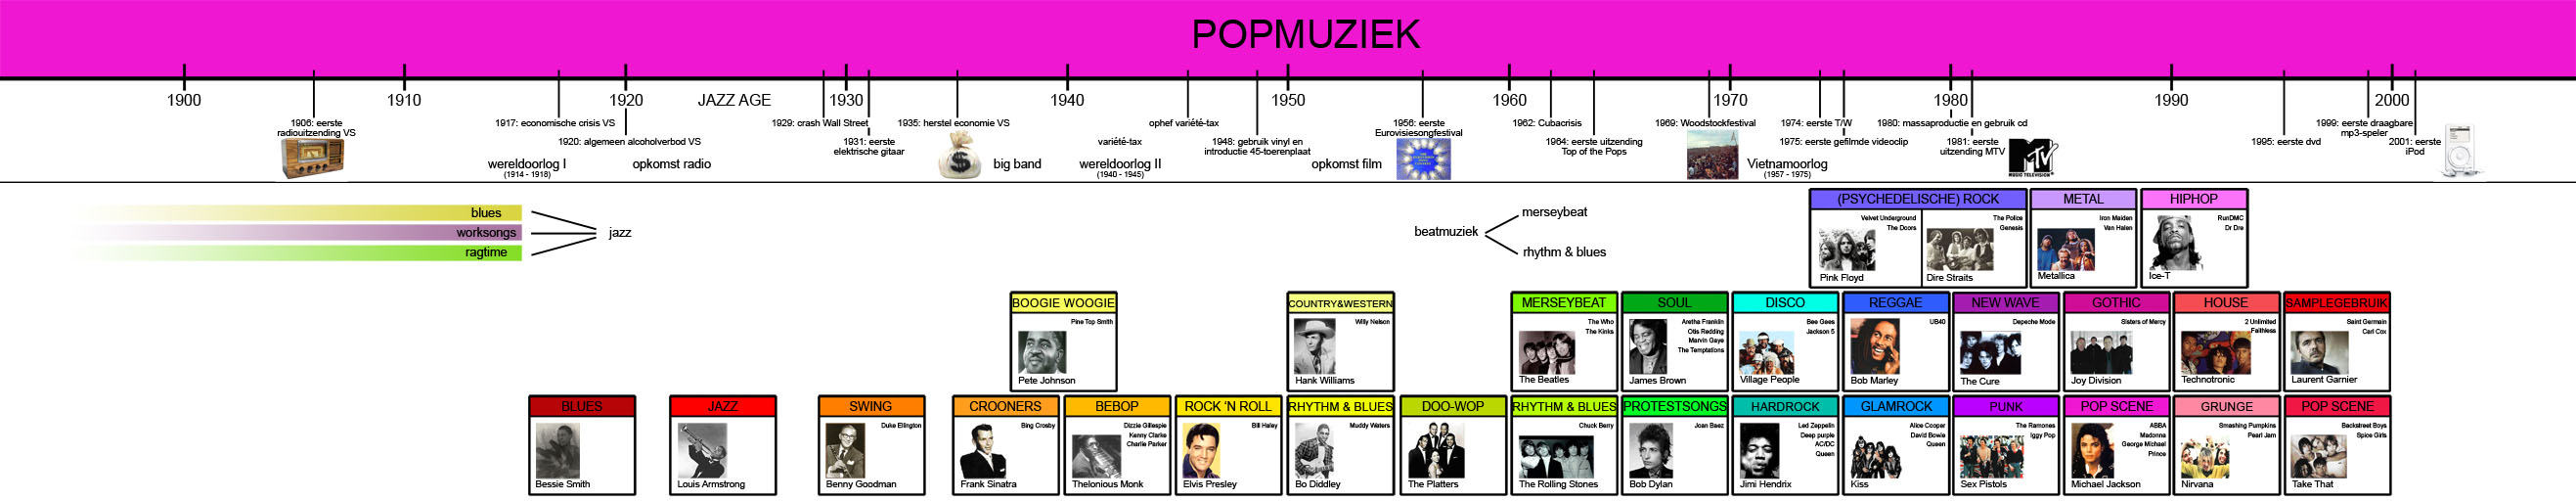 POPMUZIEK
1900
1910
1920
JAZZ AGE
1930
1940
1950
1960
1970
1980
1990
2000
1906: eerste
radiouitzending VS
1917: economische crisis VS
1920: algemeen alcoholverbod VS
wereldoorlog I
(1914 - 1918)
opkomst radio
1929: crash Wall Street
1931: eerste
elektrische gitaar
1935: herstel economie VS
big band
variété-tax
wereldoorlog II
(1940 - 1945)
ophef variété-tax
1948: gebruik vinyl en
introductie 45-toerenplaat
opkomst film
1956: eerste
Eurovisiesongfestival
1962: Cubacrisis
1964: eerste uitzending
Top of the Pops
1969: Woodstockfestival
Vietnamoorlog
(1957 - 1975)
1974: eerste T/W
1975: eerste gefilmde videoclip
1980: massaproductie en gebruik cd
1981: eerste
uitzending MTV
MTV
MUSIC TELEVISION
1995: eerste dvd
1999: eerste draagbare
mp3-speler
2001: eerste
iPod
blues
worksongs
ragtime
jazz
beatmuziek
merseybeat
rhythm & blues
(PSYCHEDELISCHE) ROCK
Velvet Underground
The Doors
Pink Floyd
The Police
Genesis
Dire Straits
METAL
Iron Maiden
Van Halen
Metallica
HIPHOP
RunDMC
Dr Dre
Ice-T
BOOGIE WOOGIE
Pine Top Smith
Pete Johnson
COUNTRY&WESTERN
Willy Nelson
Hank Williams
MERSEYBEAT
The Who
The Kinks
The Beatles
SOUL
Aretha Franklin
Otis Redding
Marvin Gaye
The Temptations
James Brown
DISCO
Bee Gees
Jackson 5
Village People
REGGAE
UB40
Bob Marley
NEW WAVE
Depeche Mode
The Cure
GOTHIC
Sisters of Mercy
Joy Division
HOUSE
2 Unlimited
Faithless
Technotronic
SAMPLEGEBRUIK
Saint Germain
Carl Cox
Laurent Garnier
BLUES
Bessie Smith
JAZZ
Louis Armstrong
SWING
Duke Ellington
Benny Goodman
CROONERS
Bing Crosby
Frank Sinatra
BEBOP
Dizzie Gillespie
Kenny Clarke
Charlie Parker
Thelonious Monk
ROCK 'N ROLL
Bill Haley
Elvis Presley
RHYTHM & BLUES
Muddy Waters
Bo Diddley
DOO-WOP
The Platters
RHYTHM & BLUES
Chuck Berry
The Rolling Stones
PROTESTSONGS
Joan Baez
Bob Dylan
HARDROCK
Led Zeppelin
Deep purple
AC/DC
Queen
Jimi Hendrix
GLAMROCK
Alice Cooper
David Bowie
Queen
Kiss
PUNK
The Ramones
Iggy Pop
Sex Pistols
POP SCENE
ABBA
Madonna
George Michael
Prince
Michael Jackson
GRUNGE
Smashing Pumpkins
Pearl Jam
Nirvana
POP SCENE
Backstreet Boys
Spice Girls
Take That